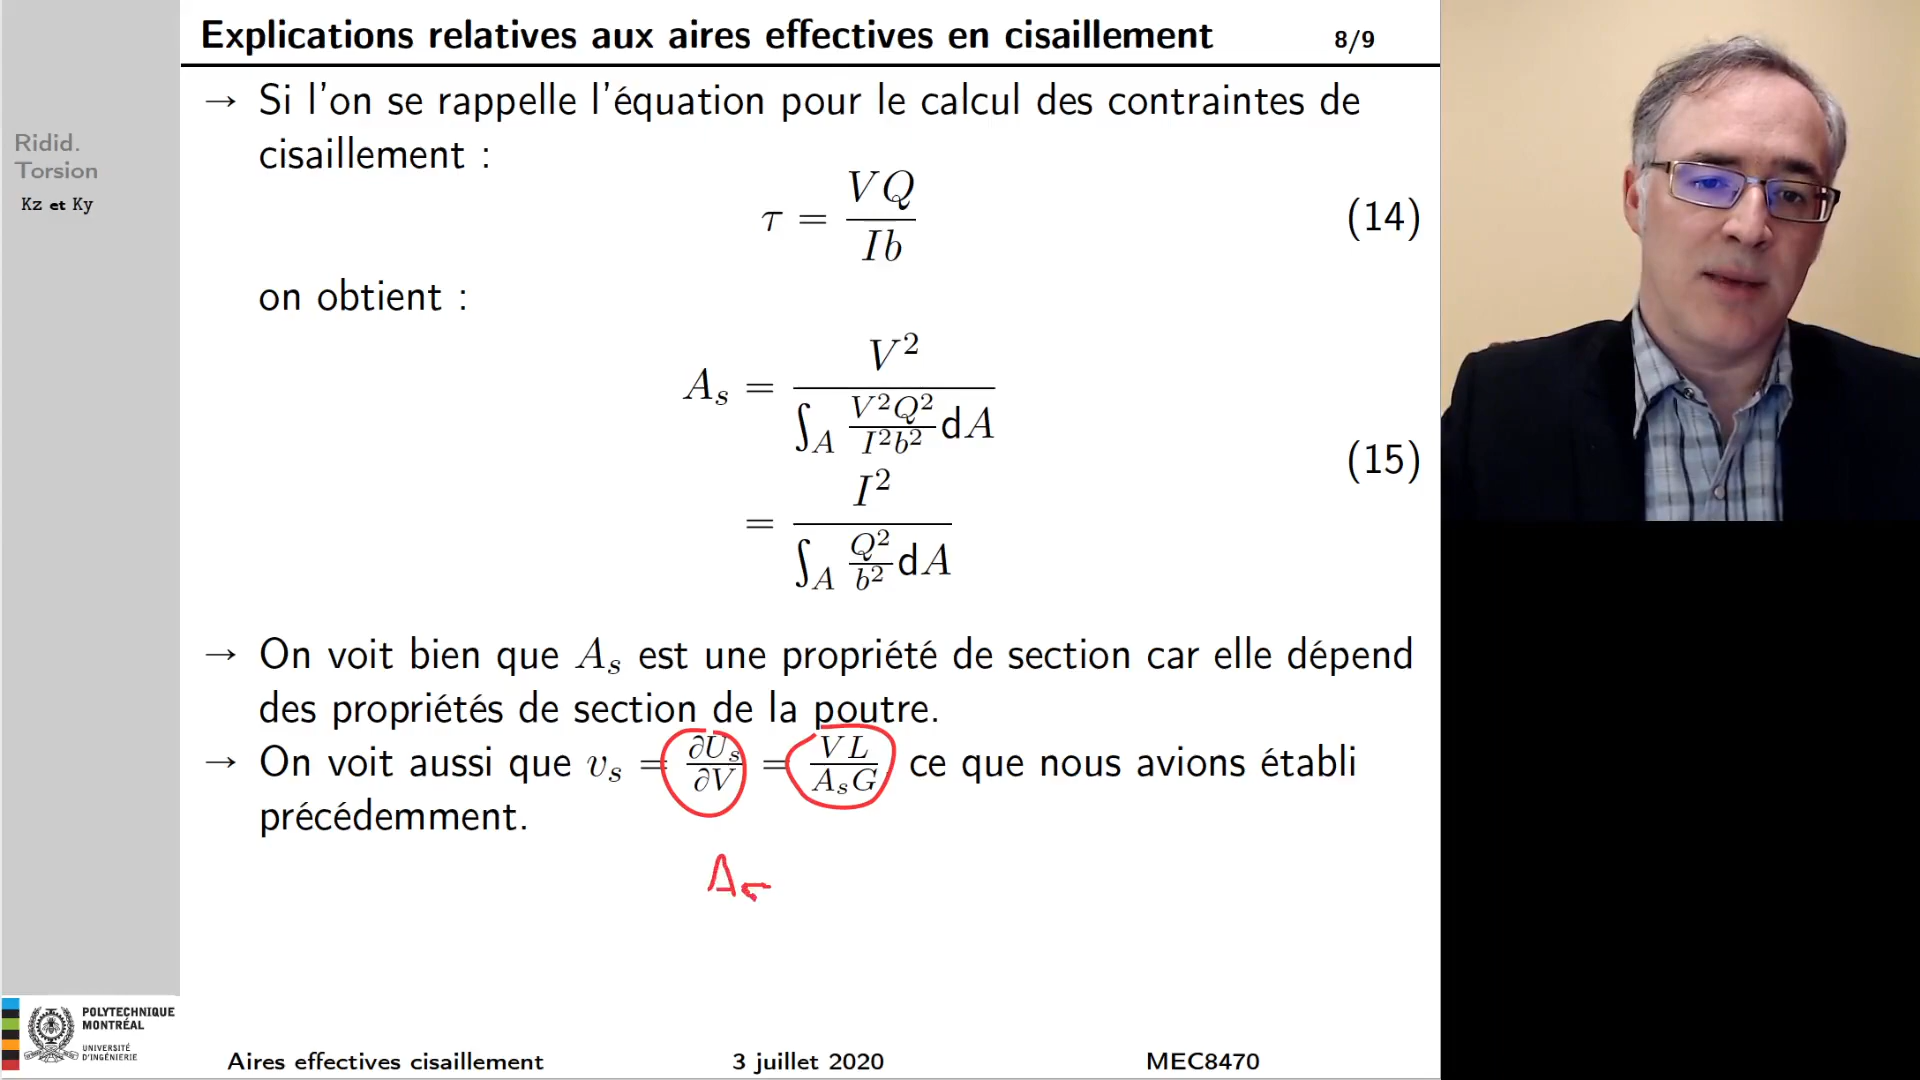 Explications relatives aux aires effectives en cisaillement 8/9
Ridid.
Torsion
Kz et Ky
→ Si l'on se rappelle l'équation pour le calcul des contraintes de
cisaillement :
τ = VQ / Ib (14)
on obtient :
A_s = V² / ∫_A (V²Q² / I²b²) dA
= I² / ∫_A (Q² / b²) dA (15)
→ On voit bien que A_s est une propriété de section car elle dépend
des propriétés de section de la poutre.
→ On voit aussi que v_s = ∂U_s/∂V = VL/A_sG, ce que nous avions établi
précédemment.
POLYTECHNIQUE
MONTRÉAL
UNIVERSITÉ
D'INGÉNIERIE
Aires effectives cisaillement 3 juillet 2020 MEC8470